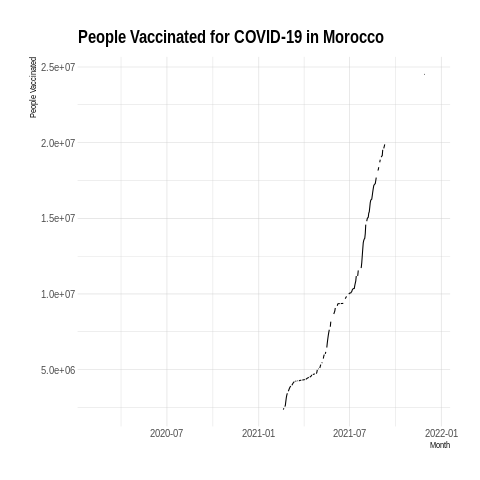 People Vaccinated for COVID-19 in Morocco
People Vaccinated
2.5e+07
2.0e+07
1.5e+07
1.0e+07
5.0e+06
2020-07 2021-01 2021-07 2022-01
Month